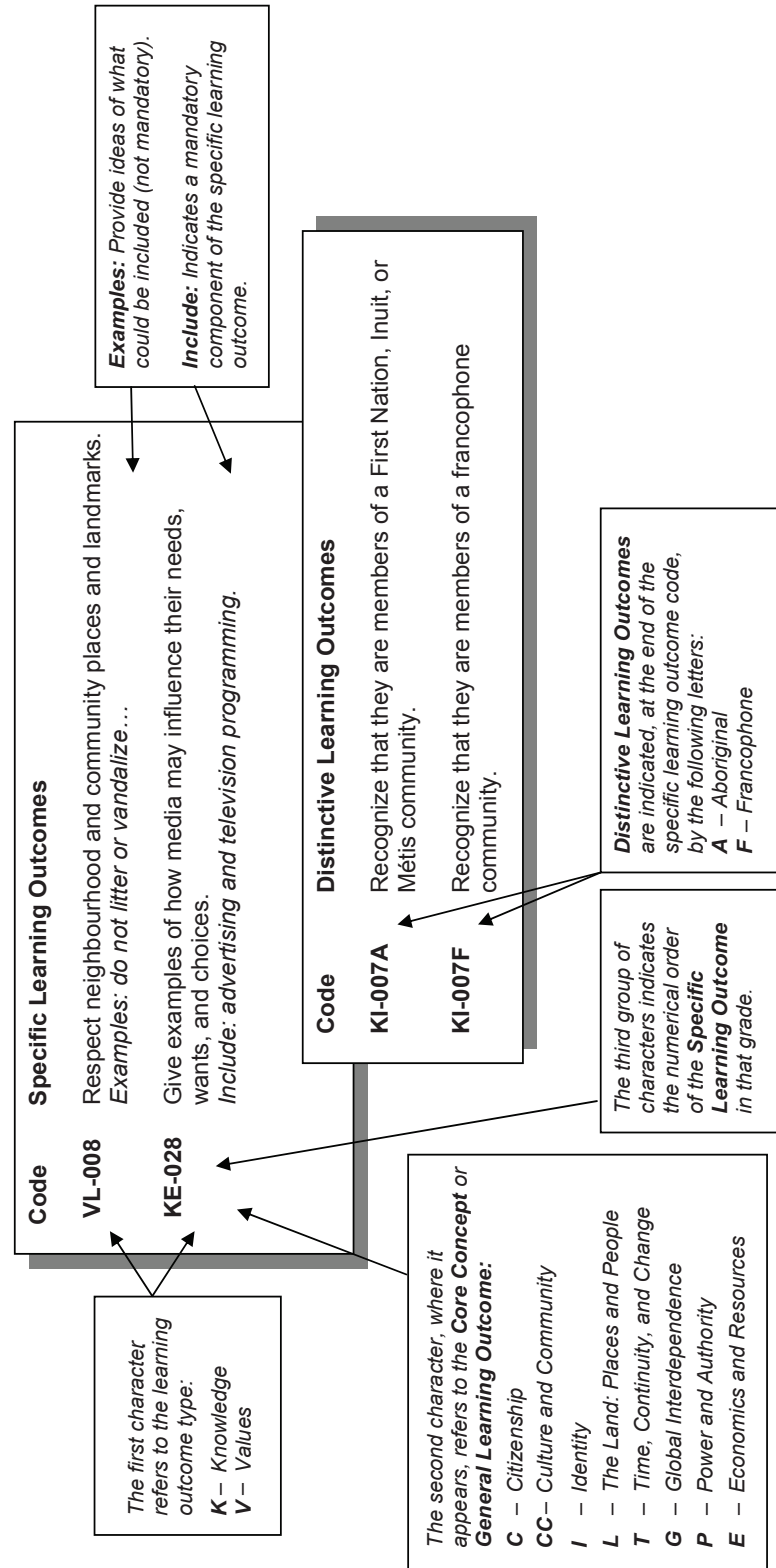 Code Specific Learning Outcomes
VL-008 Respect neighbourhood and community places and landmarks.
Examples: do not litter or vandalize…
KE-028 Give examples of how media may influence their needs,
wants, and choices.
Include: advertising and television programming.
Examples: Provide ideas of what
could be included (not mandatory).
Include: Indicates a mandatory
component of the specific learning
outcome.
Code Distinctive Learning Outcomes
KI-007A Recognize that they are members of a First Nation, Inuit, or
Métis community.
KI-007F Recognize that they are members of a francophone
community.
The first character
refers to the learning
outcome type:
K – Knowledge
V – Values
The second character, where it
appears, refers to the Core Concept or
General Learning Outcome:
C – Citizenship
CC– Culture and Community
I – Identity
L – The Land: Places and People
T – Time, Continuity, and Change
G – Global Interdependence
P – Power and Authority
E – Economics and Resources
The third group of
characters indicates
the numerical order
of the Specific
Learning Outcome
in that grade.
Distinctive Learning Outcomes
are indicated, at the end of the
specific learning outcome code,
by the following letters:
A – Aboriginal
F – Francophone